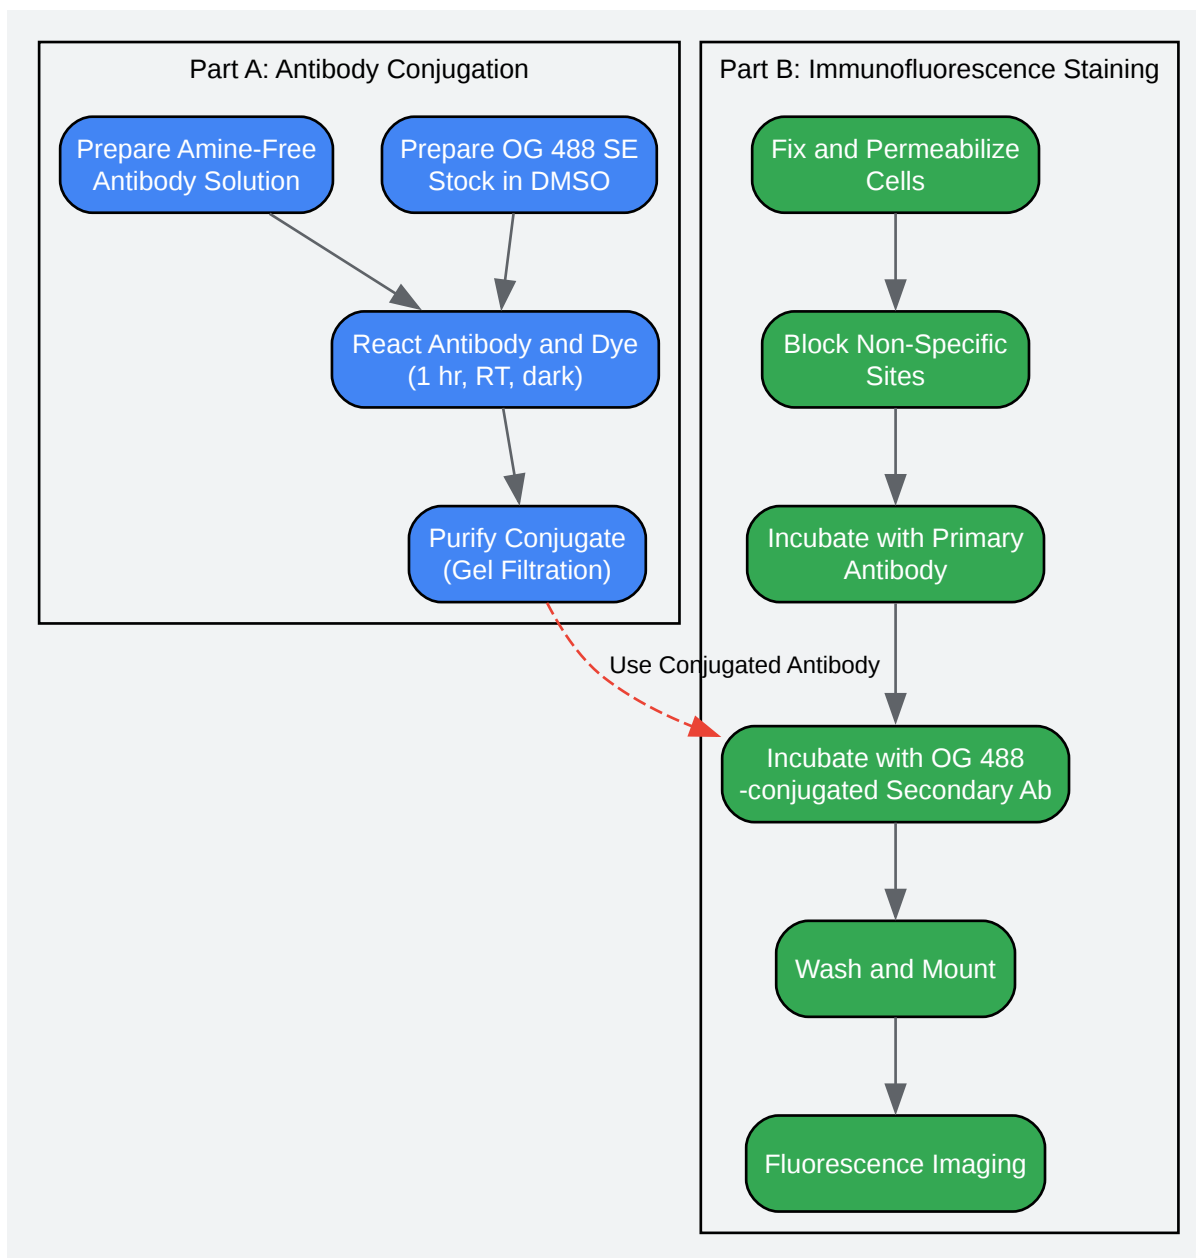 Part A: Antibody Conjugation
Prepare Amine-Free
Antibody Solution
Prepare OG 488 SE
Stock in DMSO
React Antibody and Dye
(1 hr, RT, dark)
Purify Conjugate
(Gel Filtration)
Use Conjugated Antibody
Part B: Immunofluorescence Staining
Fix and Permeabilize
Cells
Block Non-Specific
Sites
Incubate with Primary
Antibody
Incubate with OG 488
-conjugated Secondary Ab
Wash and Mount
Fluorescence Imaging